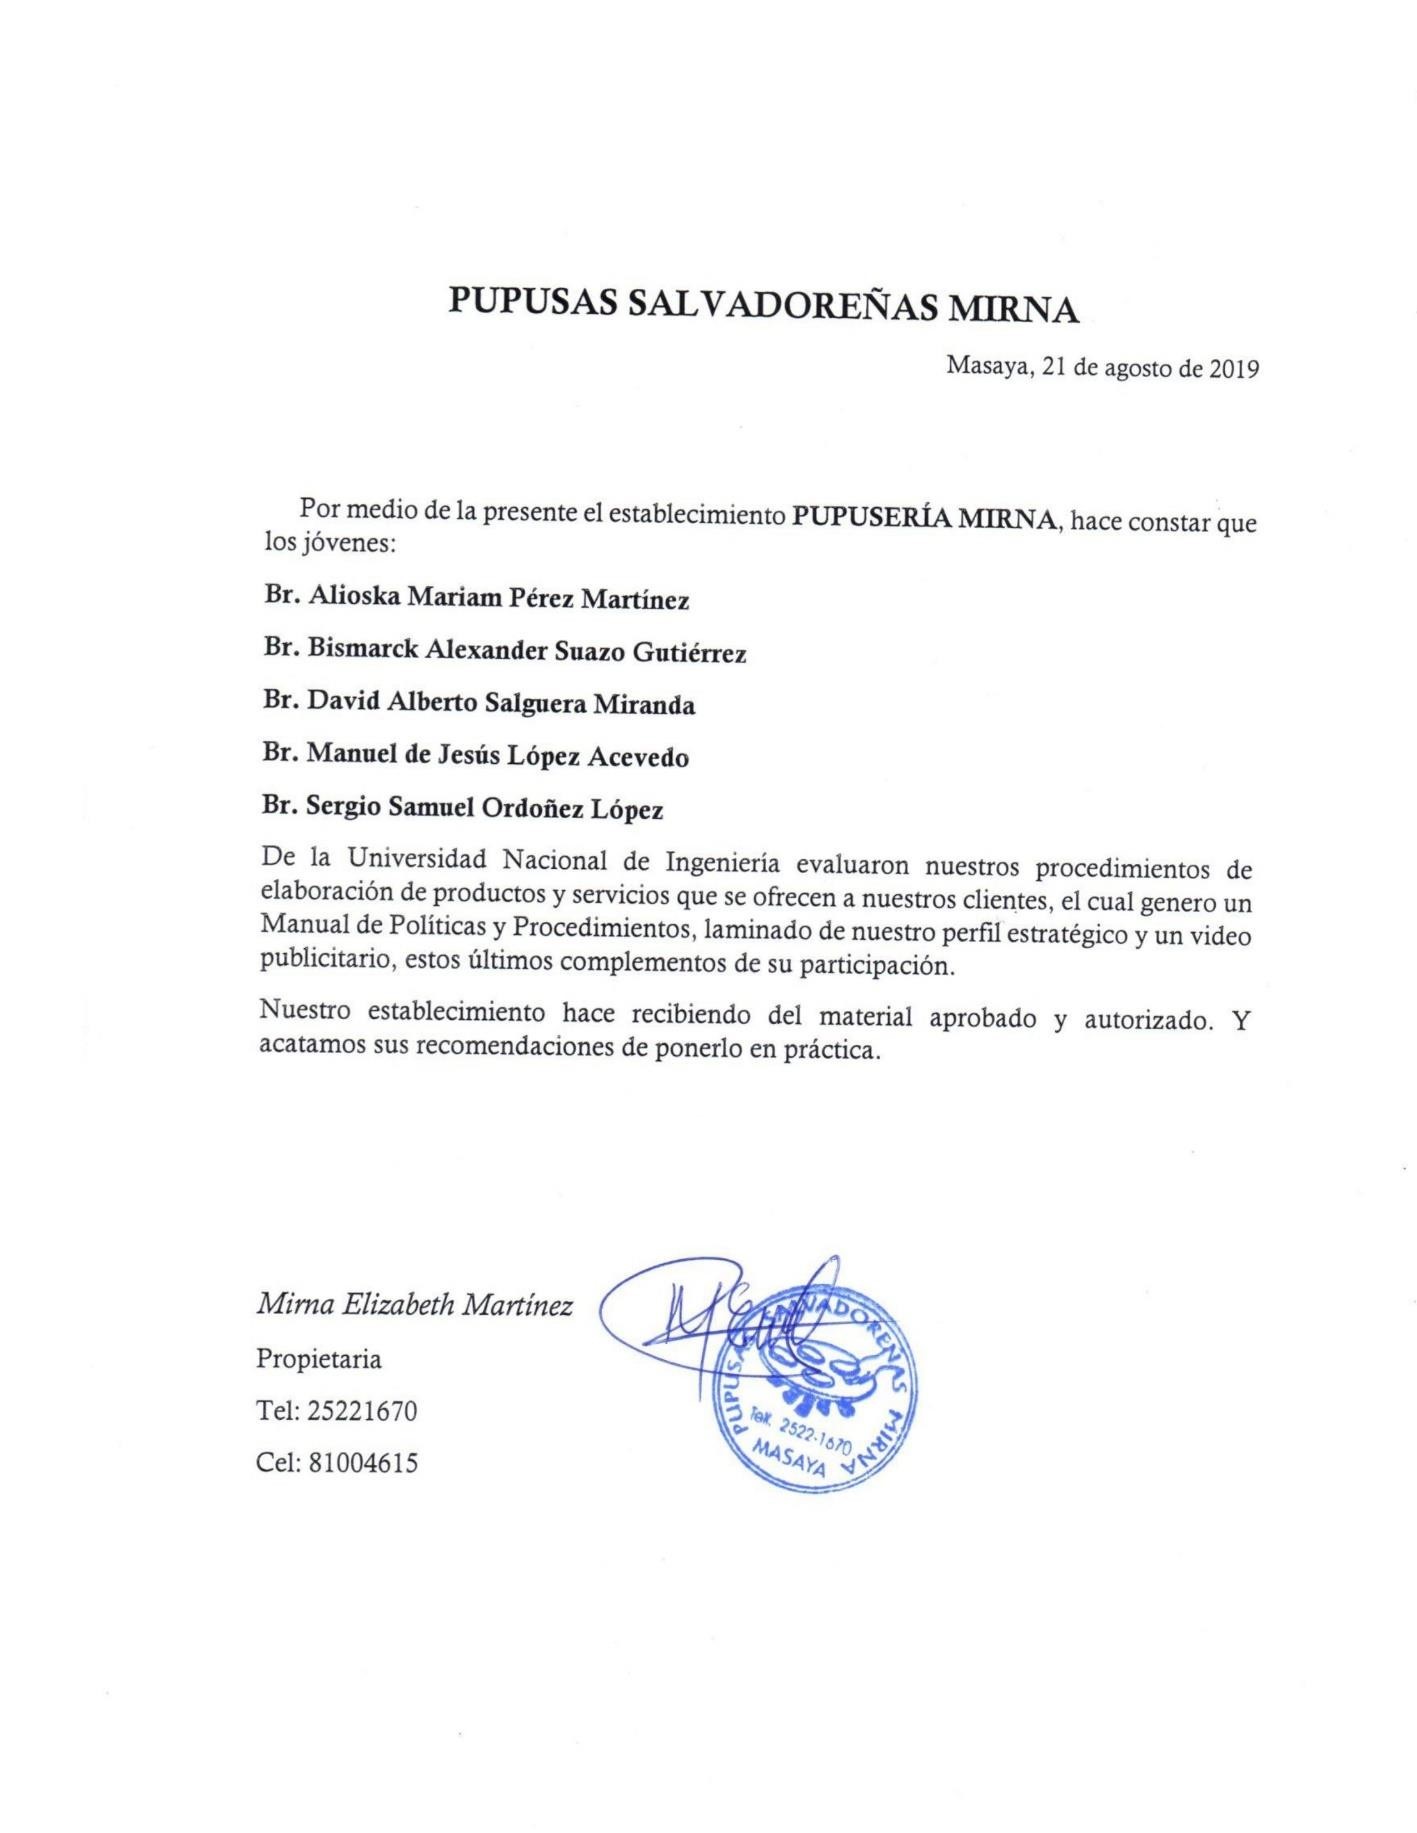 PUPUSAS SALVADOREÑAS MIRNA
Masaya, 21 de agosto de 2019
Por medio de la presente el establecimiento PUPUSERÍA MIRNA, hace constar que
los jóvenes:
Br. Alioska Mariam Pérez Martínez
Br. Bismarck Alexander Suazo Gutiérrez
Br. David Alberto Salguera Miranda
Br. Manuel de Jesús López Acevedo
Br. Sergio Samuel Ordoñez López
De la Universidad Nacional de Ingeniería evaluaron nuestros procedimientos de
elaboración de productos y servicios que se ofrecen a nuestros clientes, el cual genero un
Manual de Políticas y Procedimientos, laminado de nuestro perfil estratégico y un video
publicitario, estos últimos complementos de su participación.
Nuestro establecimiento hace recibiendo del material aprobado y autorizado. Y
acatamos sus recomendaciones de ponerlo en práctica.
Mirna Elizabeth Martínez
Propietaria
Tel: 25221670
Cel: 81004615
PUPUSAS SALVADOREÑAS MIRNA
Telf. 2522-1670
MASAYA